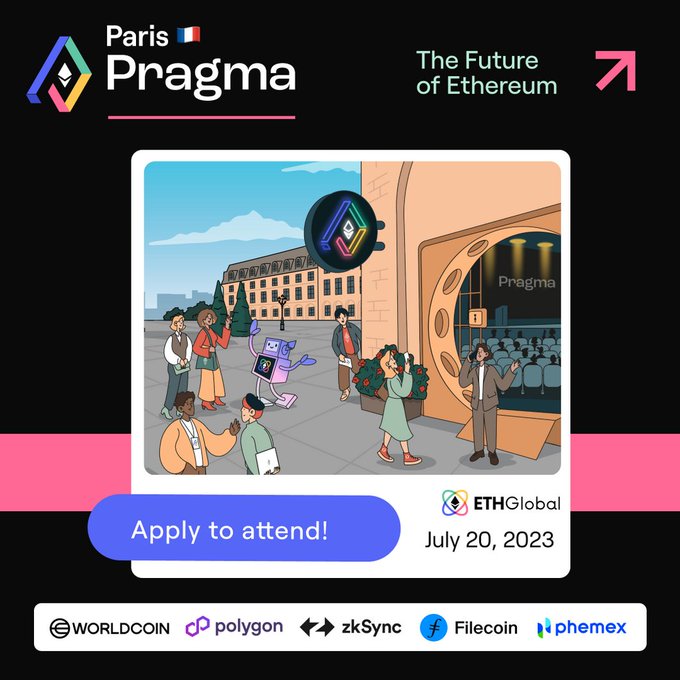 Paris 🇫🇷
Pragma
The Future
of Ethereum
Pragma
Apply to attend!
ETHGlobal
July 20, 2023
WORLDCOIN
polygon
zkSync
Filecoin
phemex